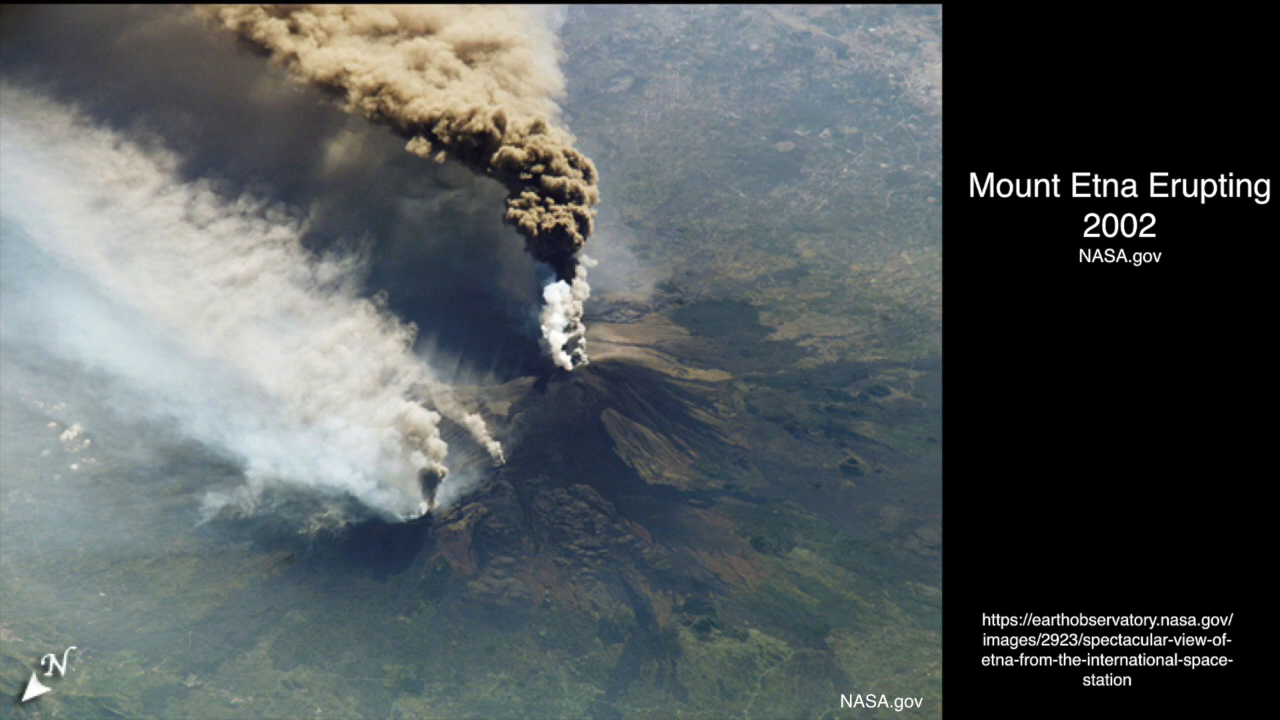 Mount Etna Erupting
2002
NASA.gov
https://earthobservatory.nasa.gov/
images/2923/spectacular-view-of-
etna-from-the-international-space-
station
N
NASA.gov